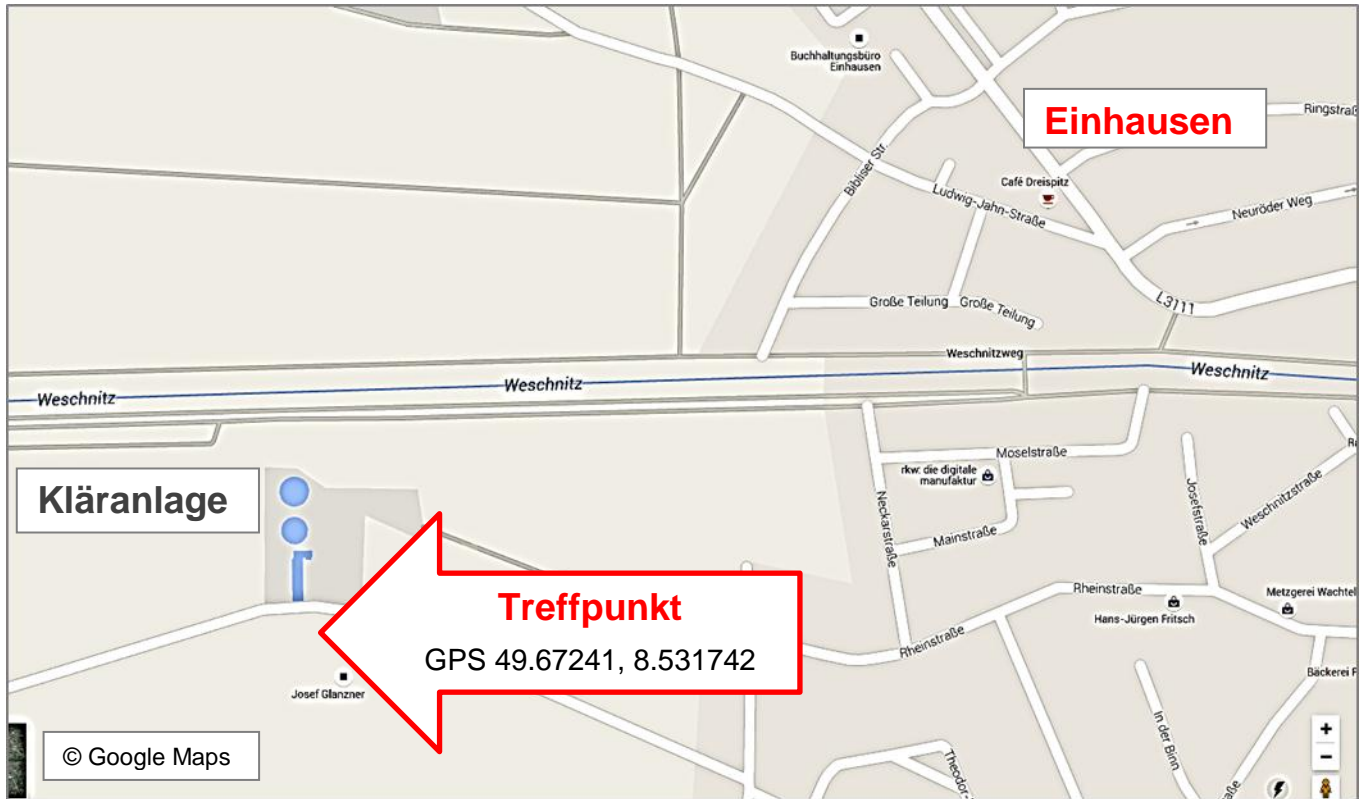 Buchhaltungsbüro
Einhausen
Einhausen
Bibliser Str.
Café Dreispitz
Ludwig-Jahn-Straße
Neuröder Weg
Große Teilung
Große Teilung
L3111
Weschnitzweg
Weschnitz
Weschnitz
Weschnitz
Kläranlage
Moselstraße
rkw: die digitale
manufaktur
Neckarstraße
Mainstraße
Josefstraße
Weschnitzstraße
Treffpunkt
GPS 49.67241, 8.531742
Rheinstraße
Rheinstraße
Hans-Jürgen Fritsch
Metzgerei Wachtel
Josef Glanzner
Bäckerei
In der Binn
© Google Maps
+
−